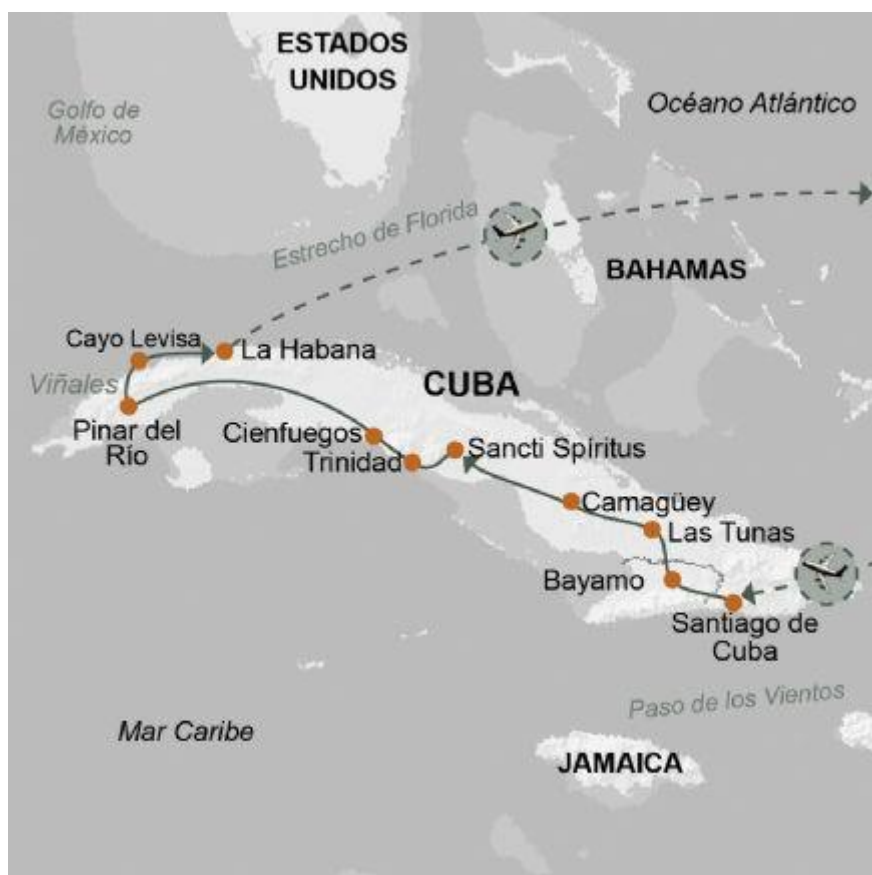 ESTADOS
UNIDOS
Golfo de
México
Océano Atlántico
Estrecho de Florida
BAHAMAS
Cayo Levisa
La Habana
Viñales
CUBA
Pinar del
Río
Cienfuegos
Trinidad
Sancti Spíritus
Camagüey
Las Tunas
Bayamo
Santiago de
Cuba
Paso de los Vientos
Mar Caribe
JAMAICA